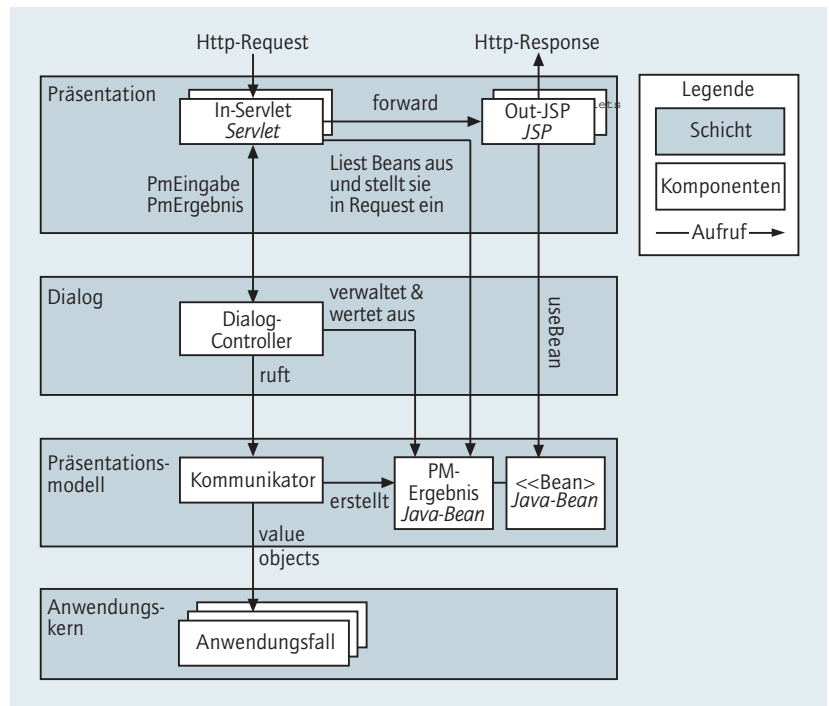 Http-Request
Http-Response
Präsentation
In-Servlet
Servlet
forward
Out-JSP
JSP
lets
PmEingabe
PmErgebnis
Liest Beans aus
und stellt sie
in Request ein
Legende
Schicht
Komponenten
Aufruf
Dialog
Dialog-
Controller
verwaltet &
wertet aus
useBean
ruft
Präsentations-
modell
Kommunikator
erstellt
PM-
Ergebnis
Java-Bean
<<Bean>
Java-Bean
value
objects
Anwendungs-
kern
Anwendungsfall